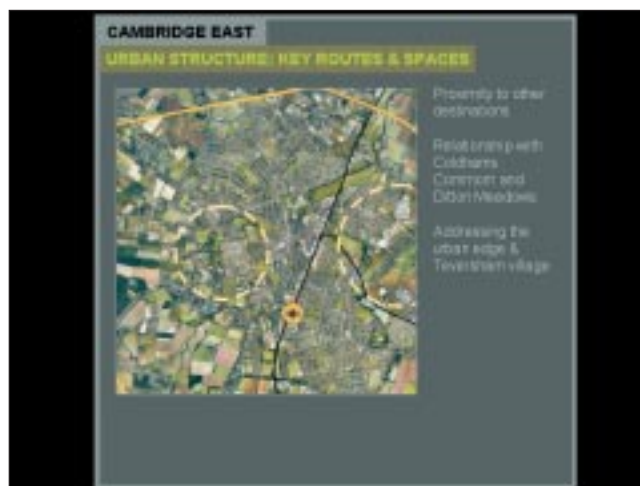 CAMBRIDGE EAST
URBAN STRUCTURE: KEY ROUTES & SPACES
Proximity to other
destinations
Relationship with
Coldhams
Common and
Ditton Meadows
Addressing the
urban edge &
Teversham village